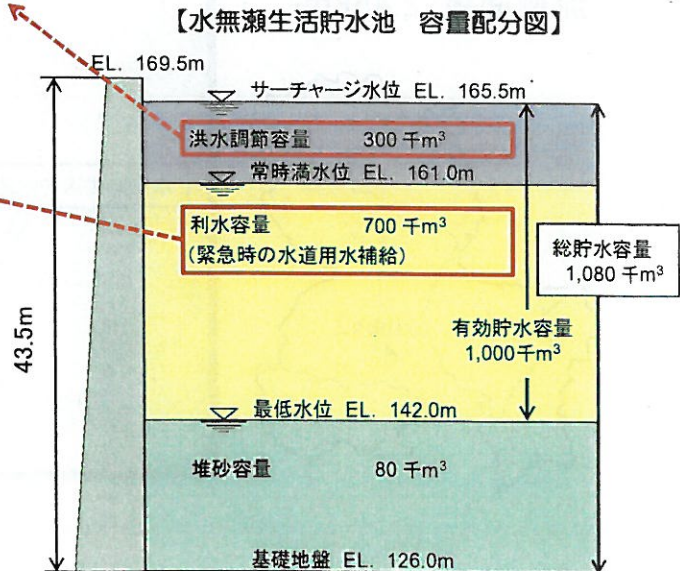 【水無瀬生活貯水池 容量配分図】
EL. 169.5m
サーチャージ水位 EL. 165.5m
洪水調節容量 300 千m³
常時満水位 EL. 161.0m
利水容量 700 千m³
(緊急時の水道用水補給)
総貯水容量
1,080 千m³
有効貯水容量
1,000千m³
43.5m
最低水位 EL. 142.0m
堆砂容量 80 千m³
基礎地盤 EL. 126.0m